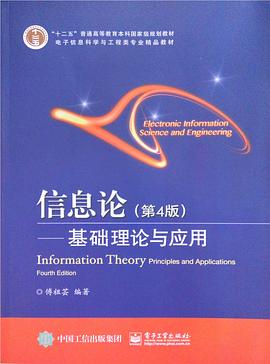 “十二五”普通高等教育本科国家级规划教材
电子信息科学与工程类专业精品教材
Electronic Information
Science and Engineering
信息论(第4版)
——基础理论与应用
Information Theory Principles and Applications
Fourth Edition
傅祖芸 编著
中国工信出版集团
电子工业出版社